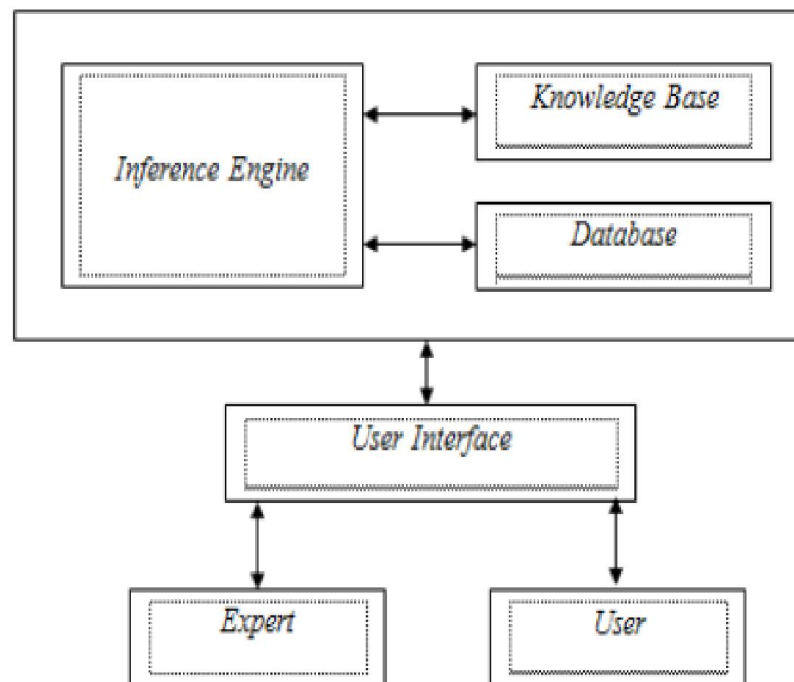 Knowledge Base
Inference Engine
Database
User Interface
Expert
User